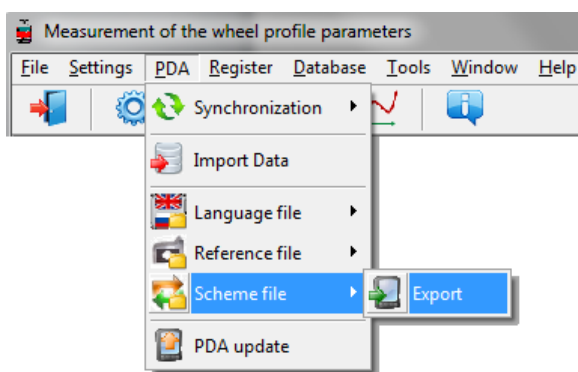 Measurement of the wheel profile parameters
File Settings PDA Register Database Tools Window Help
Synchronization
Import Data
Language file
Reference file
Scheme file
Export
PDA update